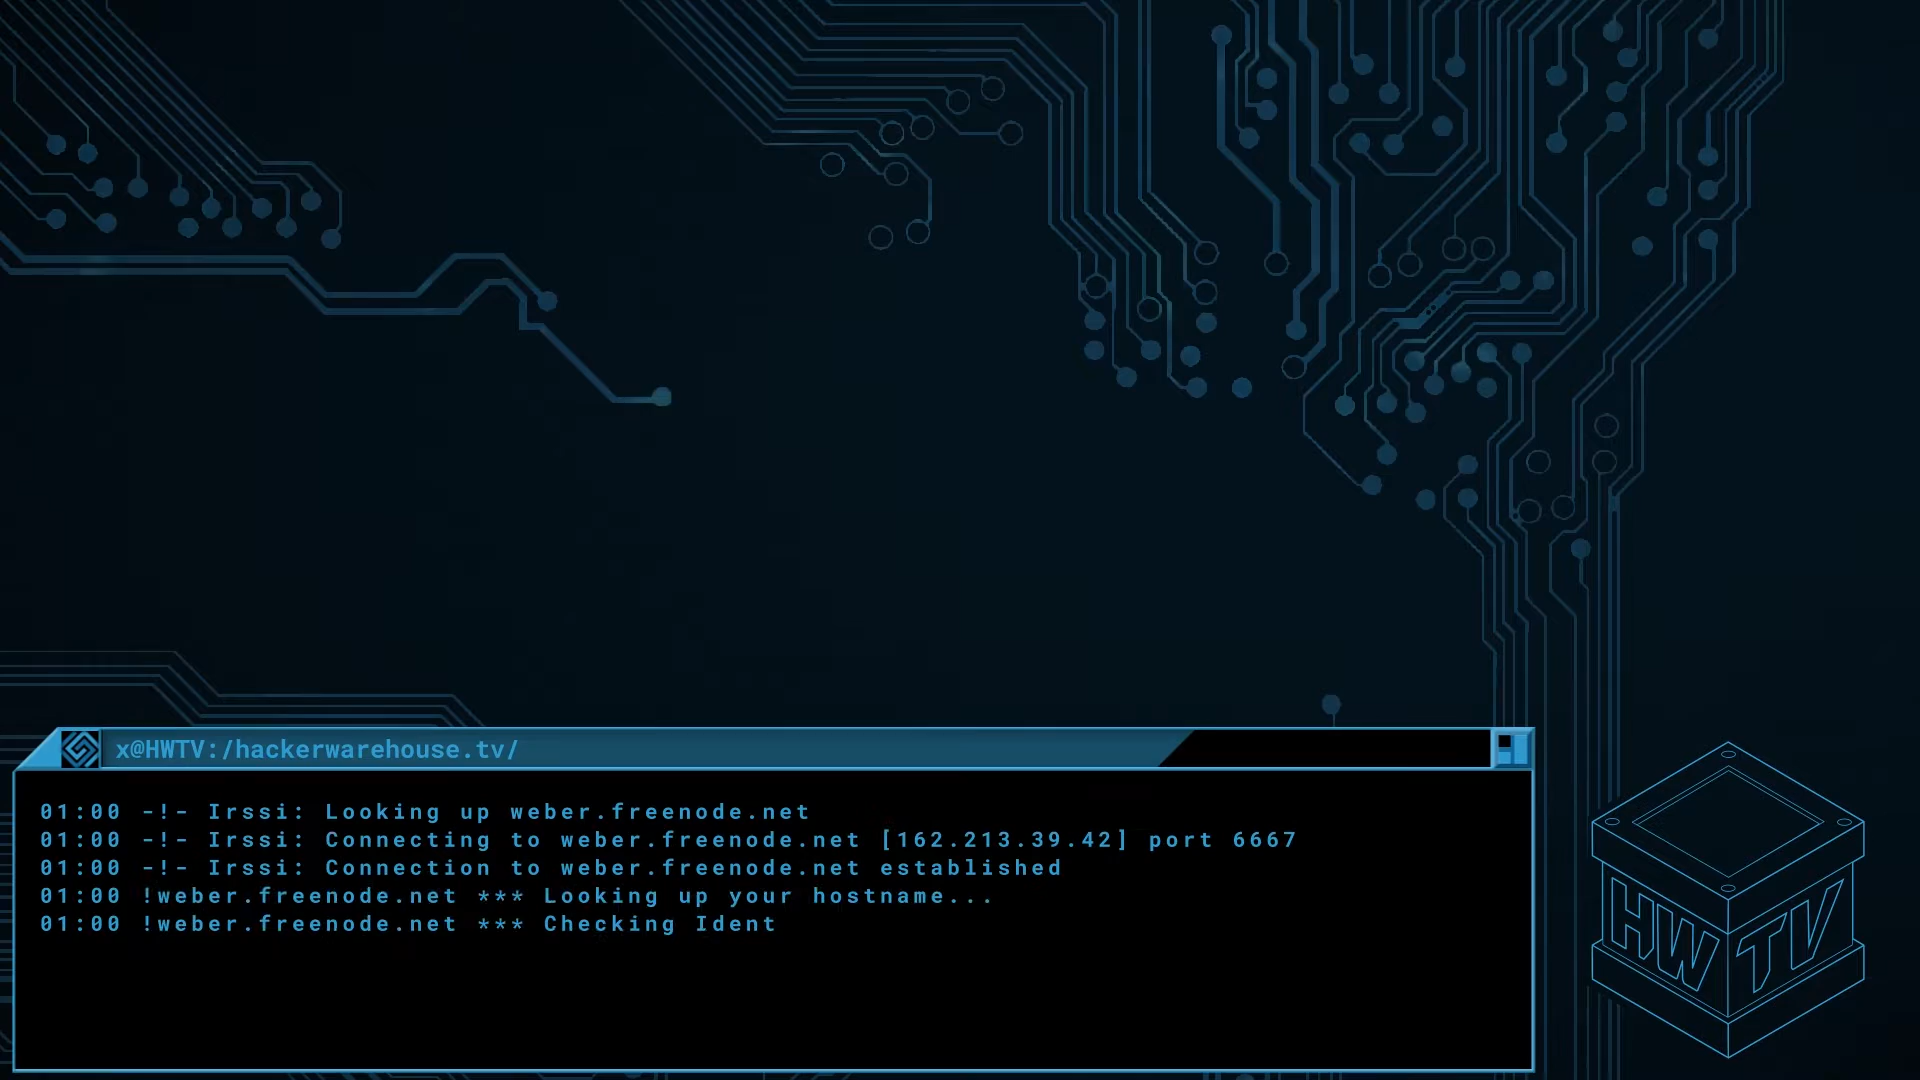 x@HWTV:/hackerwarehouse.tv/
01:00 -!- Irssi: Looking up weber.freenode.net
01:00 -!- Irssi: Connecting to weber.freenode.net [162.213.39.42] port 6667
01:00 -!- Irssi: Connection to weber.freenode.net established
01:00 !weber.freenode.net *** Looking up your hostname...
01:00 !weber.freenode.net *** Checking Ident
HW TV